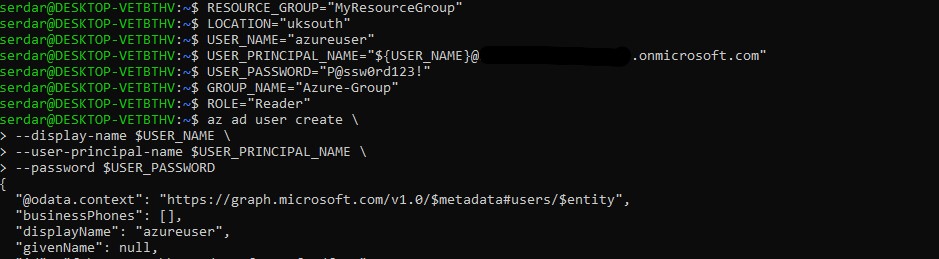 serdar@DESKTOP-VETBTHV:~$ RESOURCE_GROUP="MyResourceGroup"
serdar@DESKTOP-VETBTHV:~$ LOCATION="uksouth"
serdar@DESKTOP-VETBTHV:~$ USER_NAME="azureuser"
serdar@DESKTOP-VETBTHV:~$ USER_PRINCIPAL_NAME="${USER_NAME}@ .onmicrosoft.com"
serdar@DESKTOP-VETBTHV:~$ USER_PASSWORD="P@ssw0rd123!"
serdar@DESKTOP-VETBTHV:~$ GROUP_NAME="Azure-Group"
serdar@DESKTOP-VETBTHV:~$ ROLE="Reader"
serdar@DESKTOP-VETBTHV:~$ az ad user create \
> --display-name $USER_NAME \
> --user-principal-name $USER_PRINCIPAL_NAME \
> --password $USER_PASSWORD
{
  "@odata.context": "https://graph.microsoft.com/v1.0/$metadata#users/$entity",
  "businessPhones": [],
  "displayName": "azureuser",
  "givenName": null,